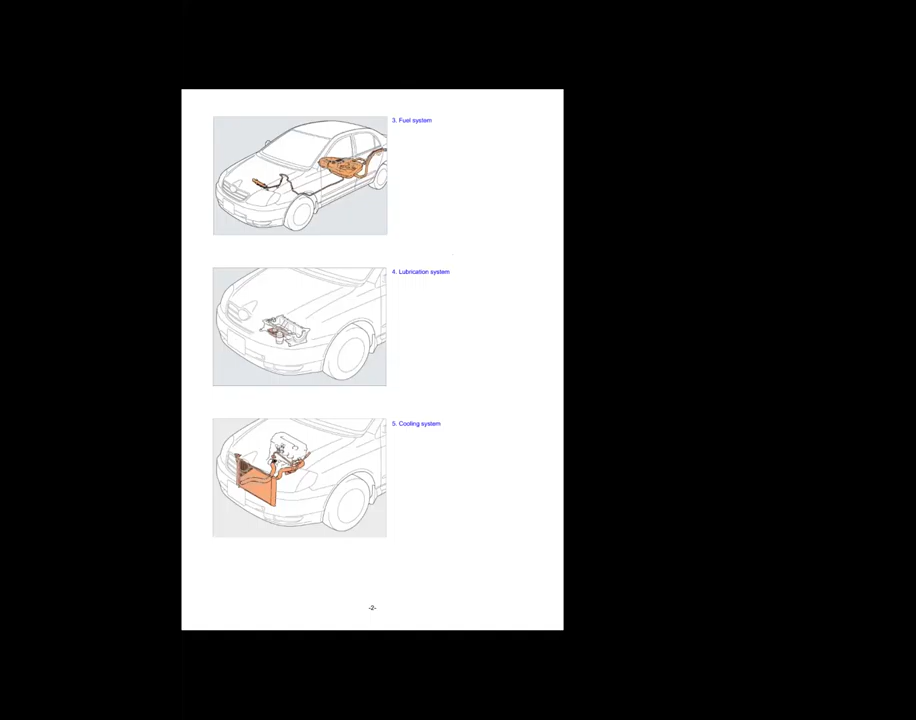 3. Fuel system
4. Lubrication system
5. Cooling system
-2-